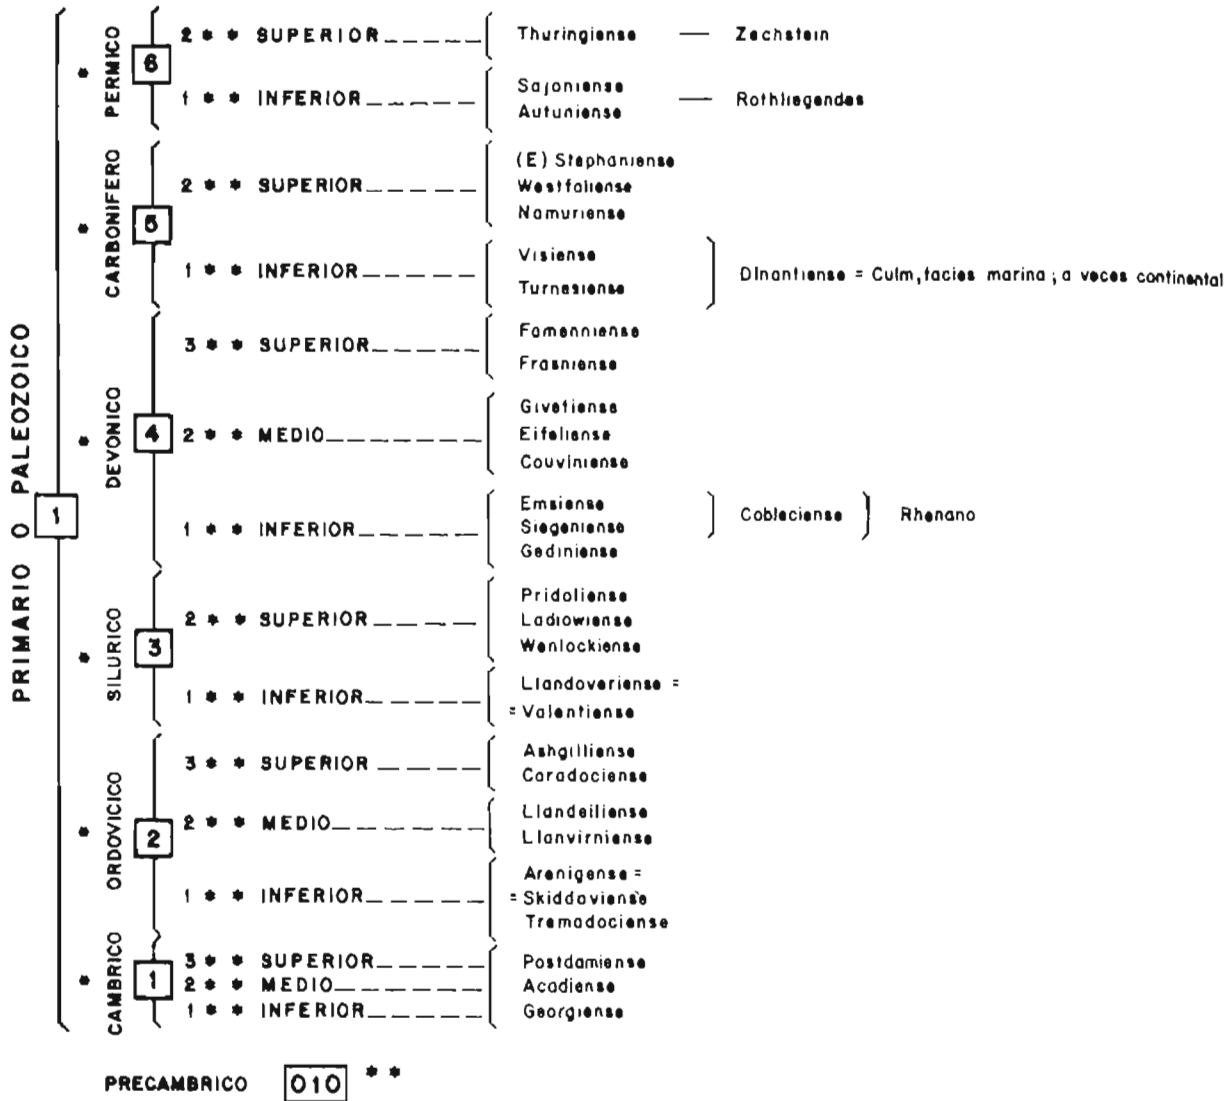 PRIMARIO O PALEOZOICO
1
* PERMICO
6
2 * * SUPERIOR Thuringiense — Zechstein
1 * * INFERIOR
Sajoniense
Autuniense
— Rothliegendes
* CARBONIFERO
5
2 * * SUPERIOR
(E) Stephaniense
Westfaliense
Namuriense
1 * * INFERIOR
Visiense
Turnesiense
Dinantiense = Culm, facies marina; a veces continental
* DEVONICO
4
3 * * SUPERIOR
Famenniense
Frasniense
2 * * MEDIO
Givetiense
Eifeliense
Couviniense
1 * * INFERIOR
Emsiense
Siegeniense
Gediniense
Cobleciense
Rhenano
* SILURICO
3
2 * * SUPERIOR
Pridoliense
Ladlowiense
Wenlockiense
1 * * INFERIOR
Llandoveriense =
= Valentiense
* ORDOVICICO
2
3 * * SUPERIOR
Ashgilliense
Caradociense
2 * * MEDIO
Llandeiliense
Llanvirniense
1 * * INFERIOR
Arenigense =
= Skiddaviense
Tremadociense
* CAMBRICO
1
3 * * SUPERIOR Postdamiense
2 * * MEDIO Acadiense
1 * * INFERIOR Georgiense
PRECAMBRICO 010 * *